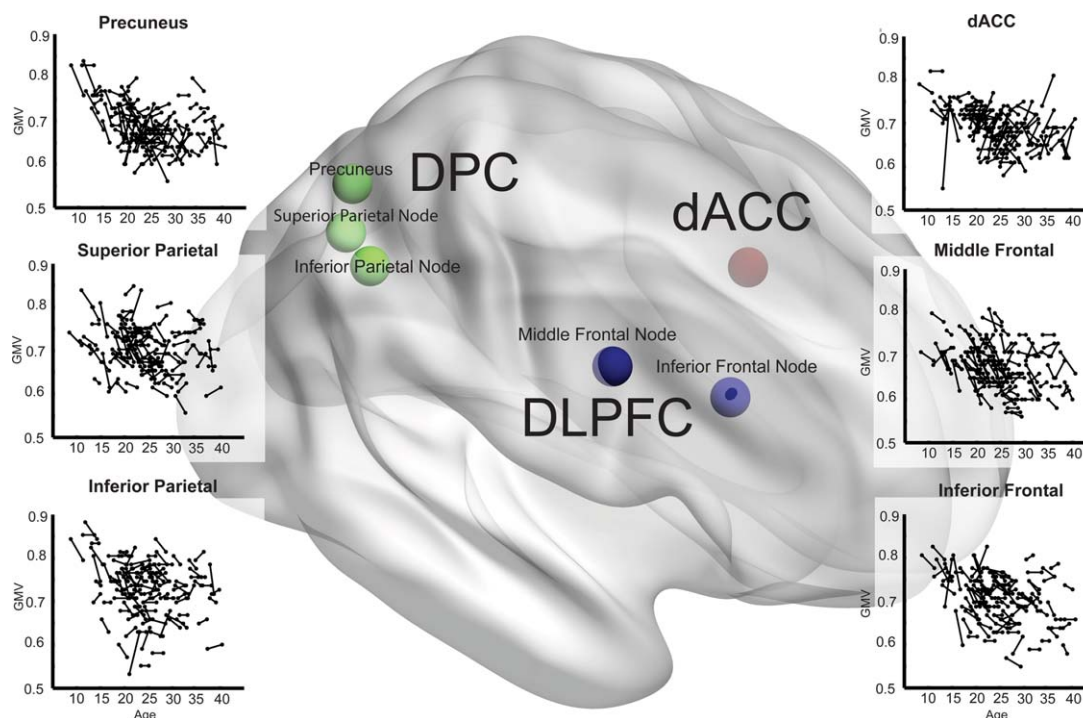 Precuneus
0.9
0.8
0.7
0.6
0.5
GMV
10 15 20 25 30 35 40
Superior Parietal
0.9
0.8
0.7
0.6
0.5
GMV
10 15 20 25 30 35 40
Inferior Parietal
0.9
0.8
0.7
0.6
0.5
GMV
10 15 20 25 30 35 40
Age
Precuneus
DPC
Superior Parietal Node
Inferior Parietal Node
dACC
Middle Frontal Node
Inferior Frontal Node
DLPFC
dACC
0.9
0.8
0.7
0.6
0.5
GMV
10 15 20 25 30 35 40
Middle Frontal
0.9
0.8
0.7
0.6
0.5
GMV
10 15 20 25 30 35 40
Inferior Frontal
0.9
0.8
0.7
0.6
0.5
GMV
10 15 20 25 30 35 40
Age